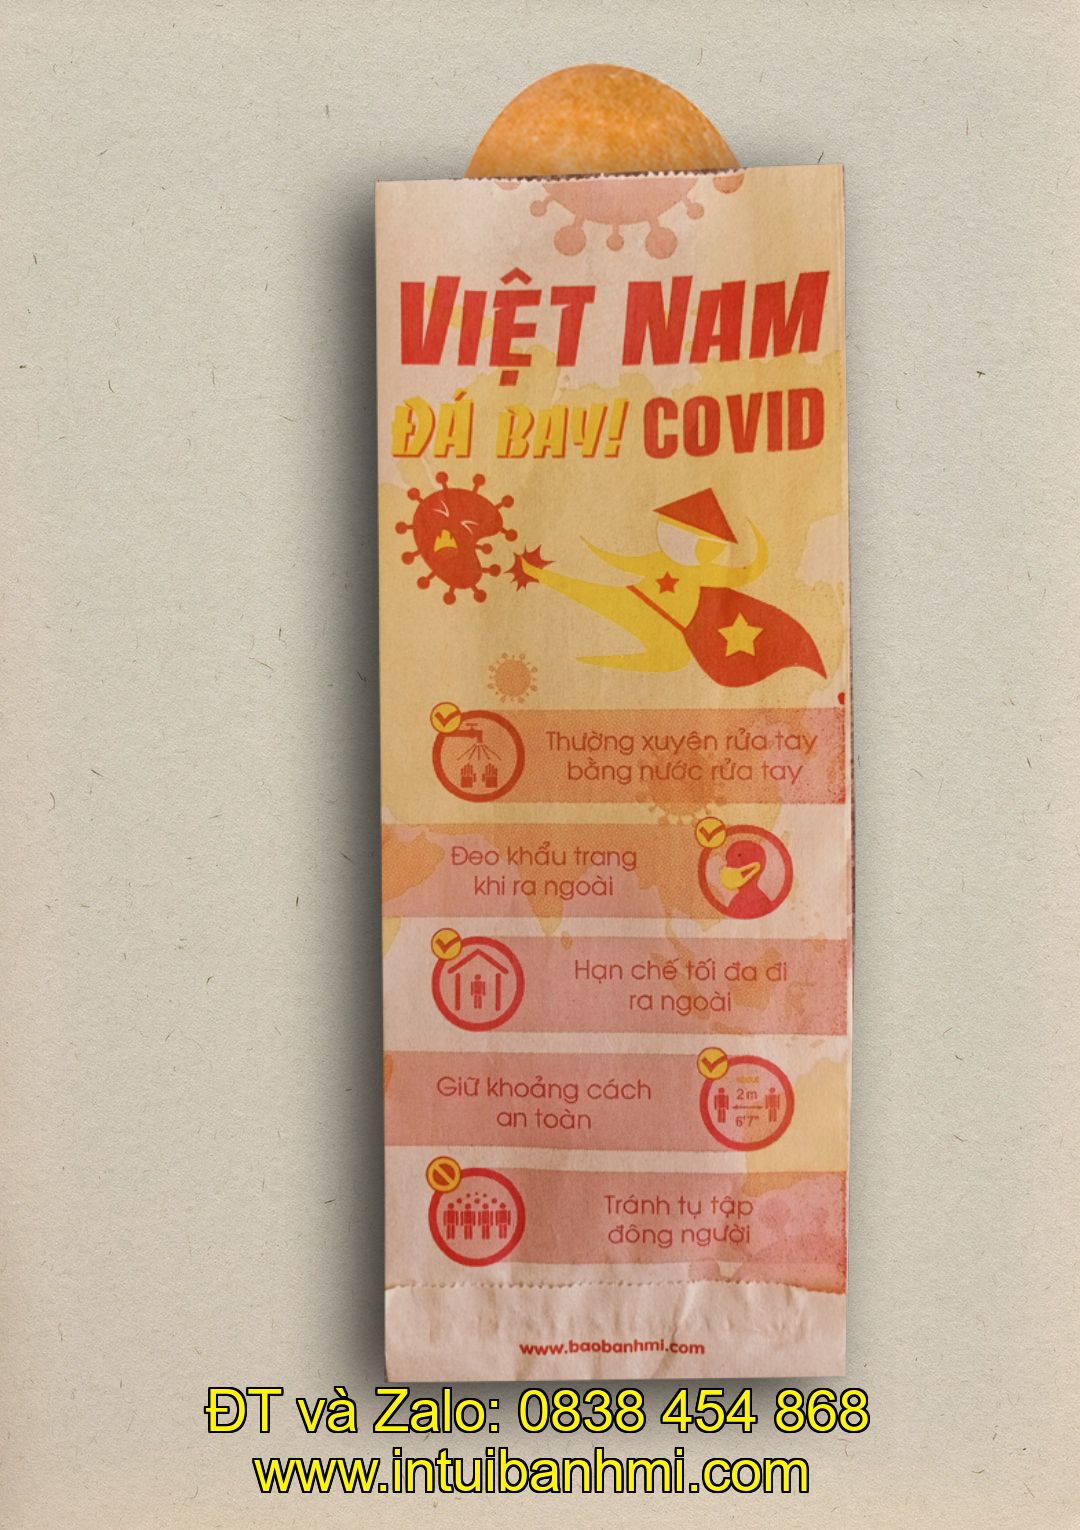 VIỆT NAM
ĐÁ BAY! COVID
Thường xuyên rửa tay
bằng nước rửa tay
Đeo khẩu trang
khi ra ngoài
Hạn chế tối đa đi
ra ngoài
Giữ khoảng cách
an toàn
about
2m
6'7"
Tránh tụ tập
đông người
www.baobanhmi.com
ĐT và Zalo: 0838 454 868
www.intuibanhmi.com